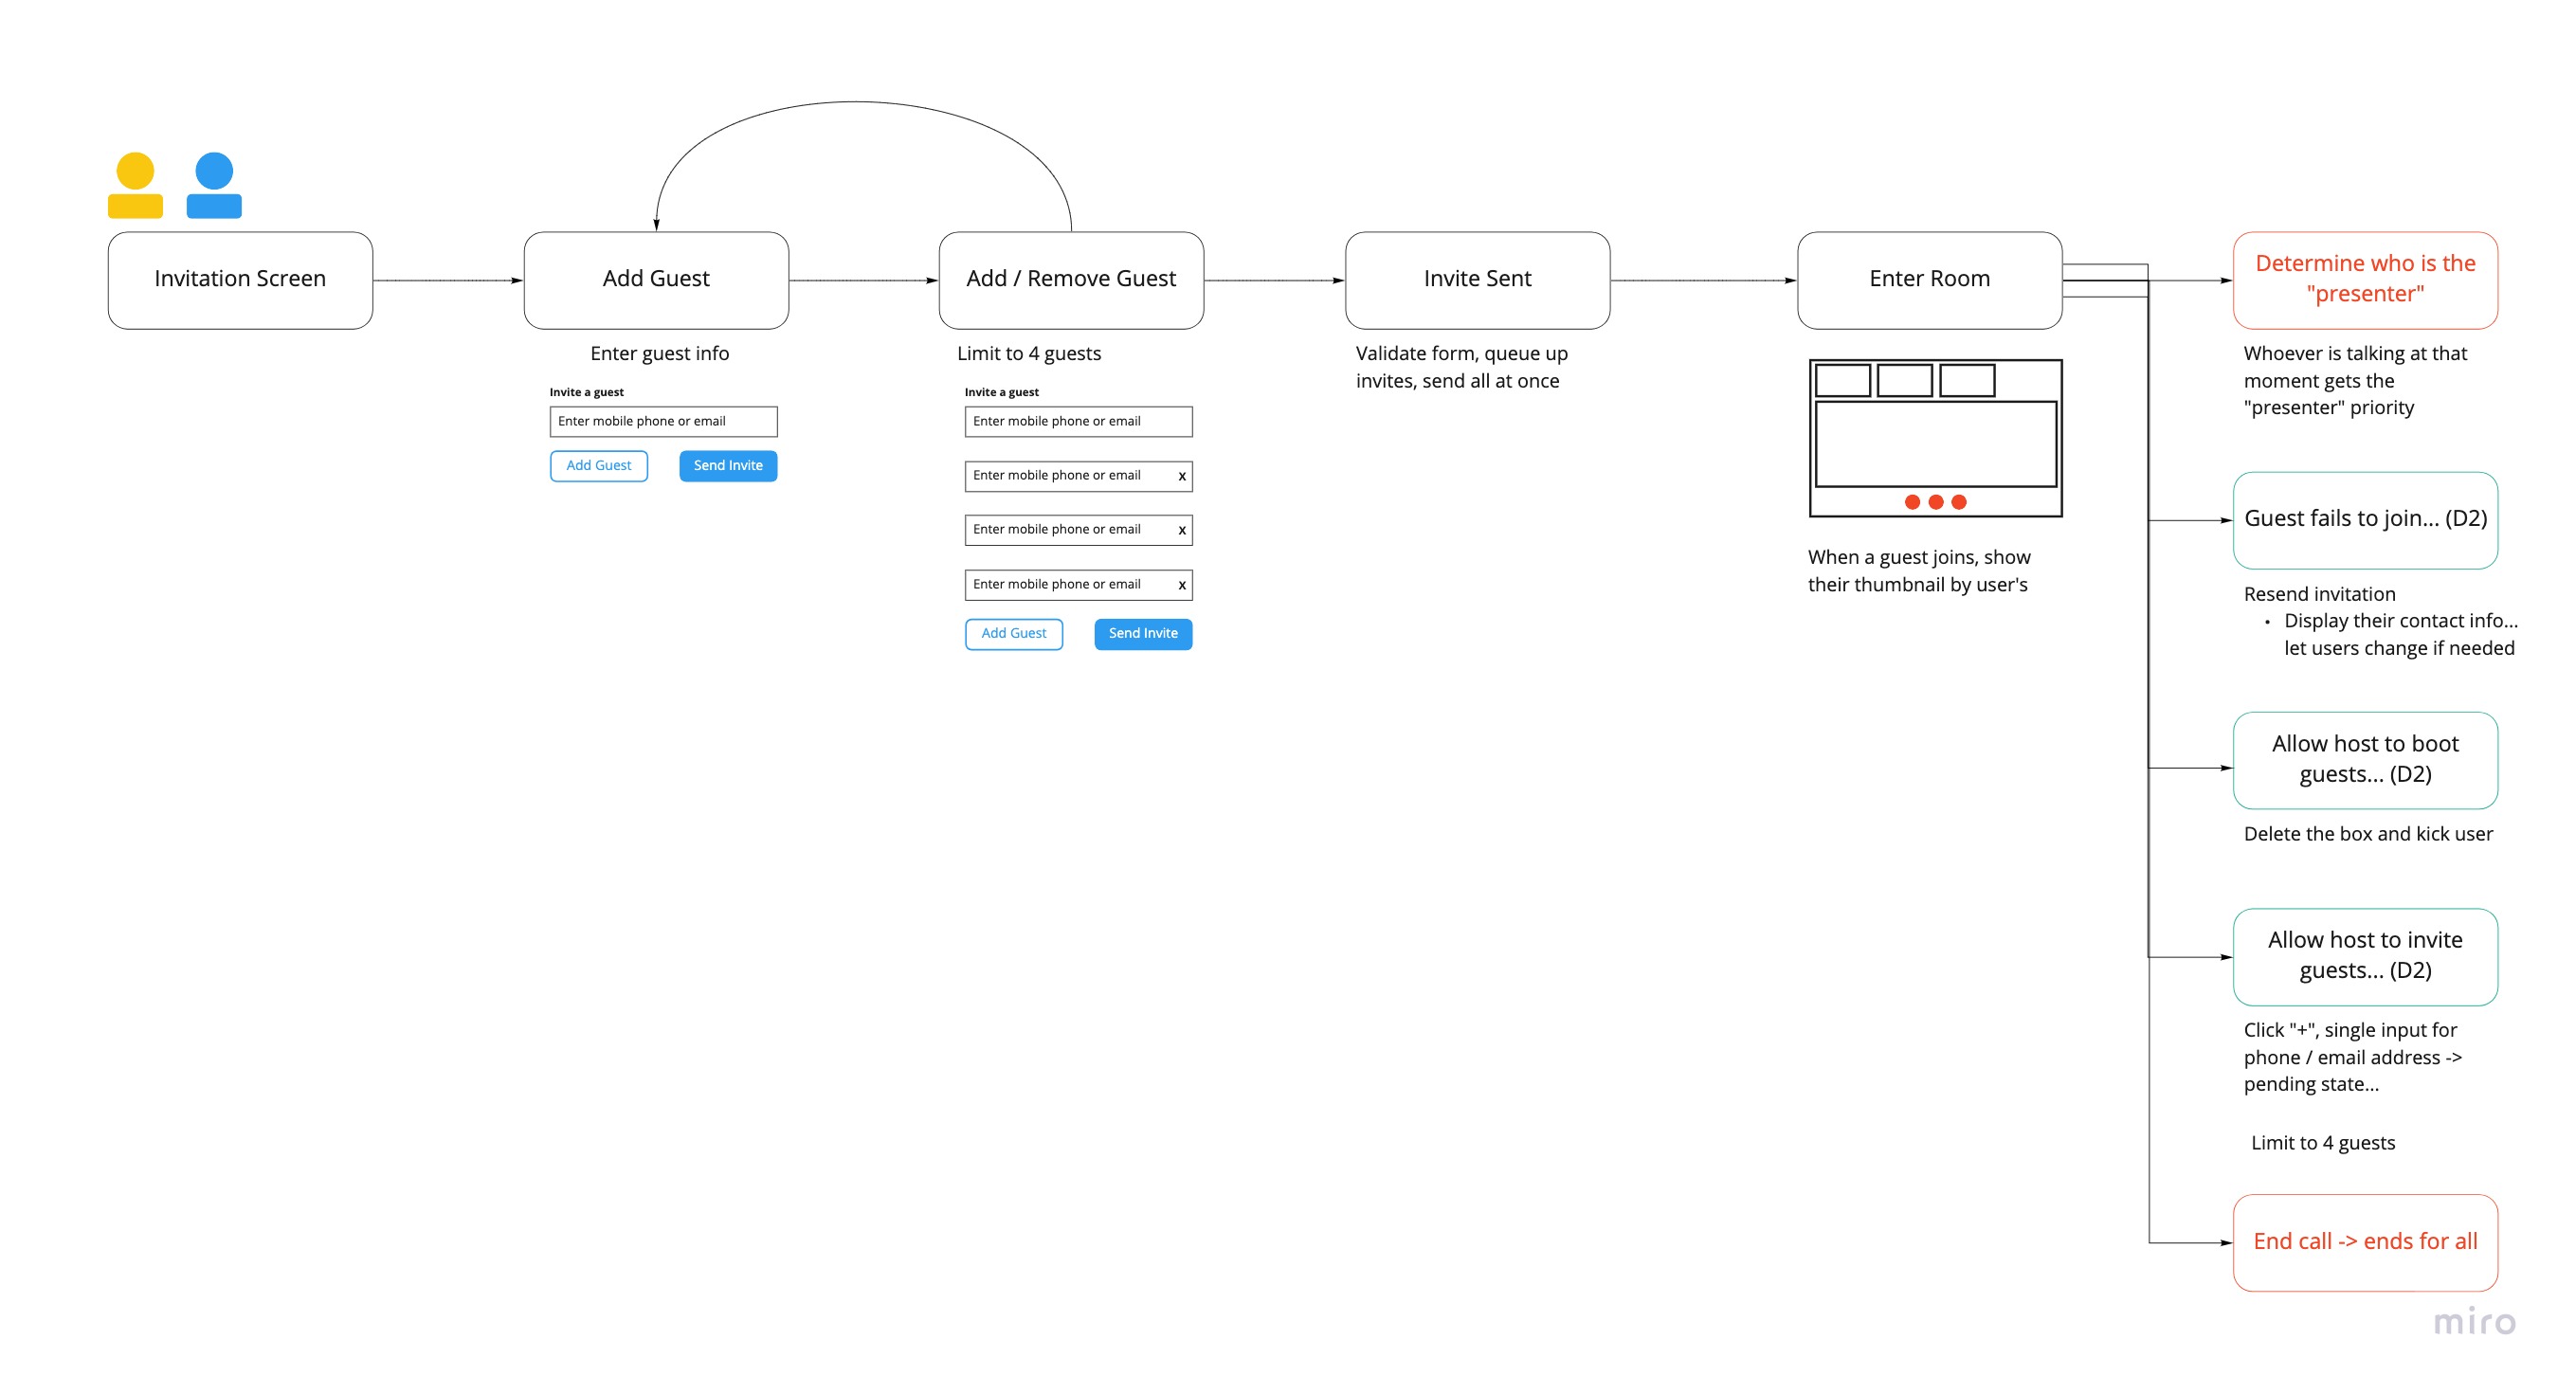 Invitation Screen
Add Guest
Enter guest info
Invite a guest
Enter mobile phone or email
Add Guest
Send Invite
Add / Remove Guest
Limit to 4 guests
Invite a guest
Enter mobile phone or email
Enter mobile phone or email x
Enter mobile phone or email x
Enter mobile phone or email x
Add Guest
Send Invite
Invite Sent
Validate form, queue up
invites, send all at once
Enter Room
When a guest joins, show
their thumbnail by user's
Determine who is the
"presenter"
Whoever is talking at that
moment gets the
"presenter" priority
Guest fails to join... (D2)
Resend invitation
• Display their contact info...
let users change if needed
Allow host to boot
guests... (D2)
Delete the box and kick user
Allow host to invite
guests... (D2)
Click "+", single input for
phone / email address ->
pending state...
Limit to 4 guests
End call -> ends for all
miro